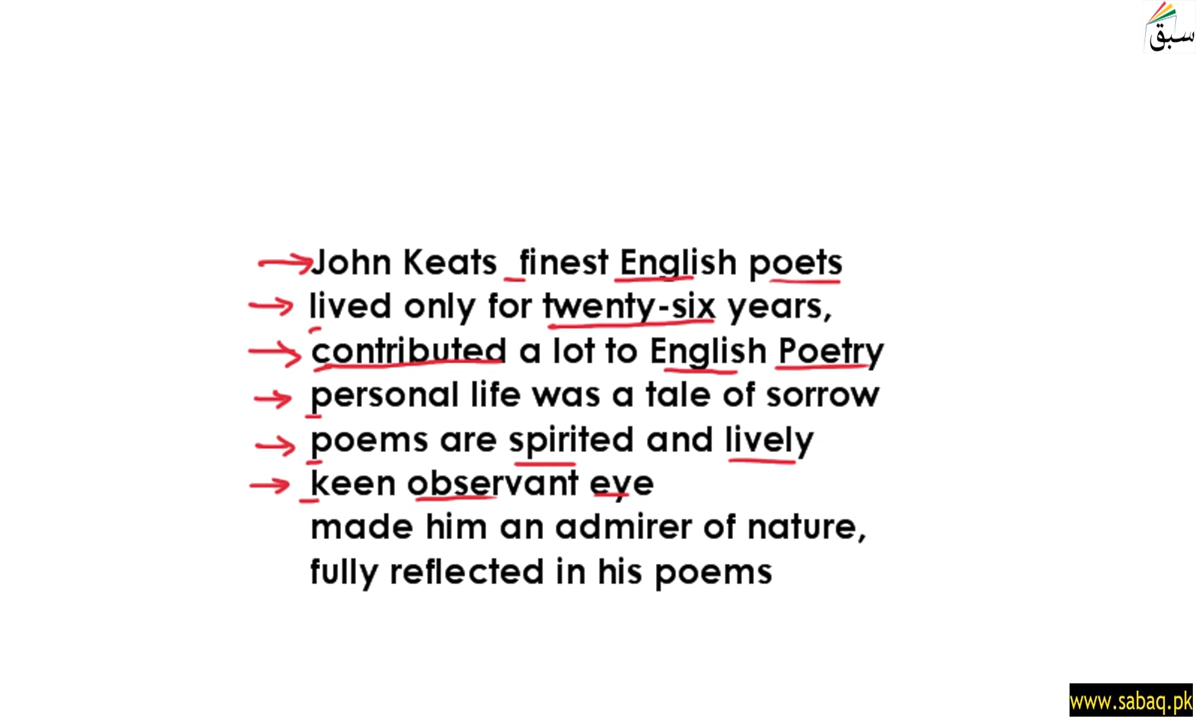 سبق
John Keats finest English poets
lived only for twenty-six years,
contributed a lot to English Poetry
personal life was a tale of sorrow
poems are spirited and lively
keen observant eye
made him an admirer of nature,
fully reflected in his poems
www.sabaq.pk